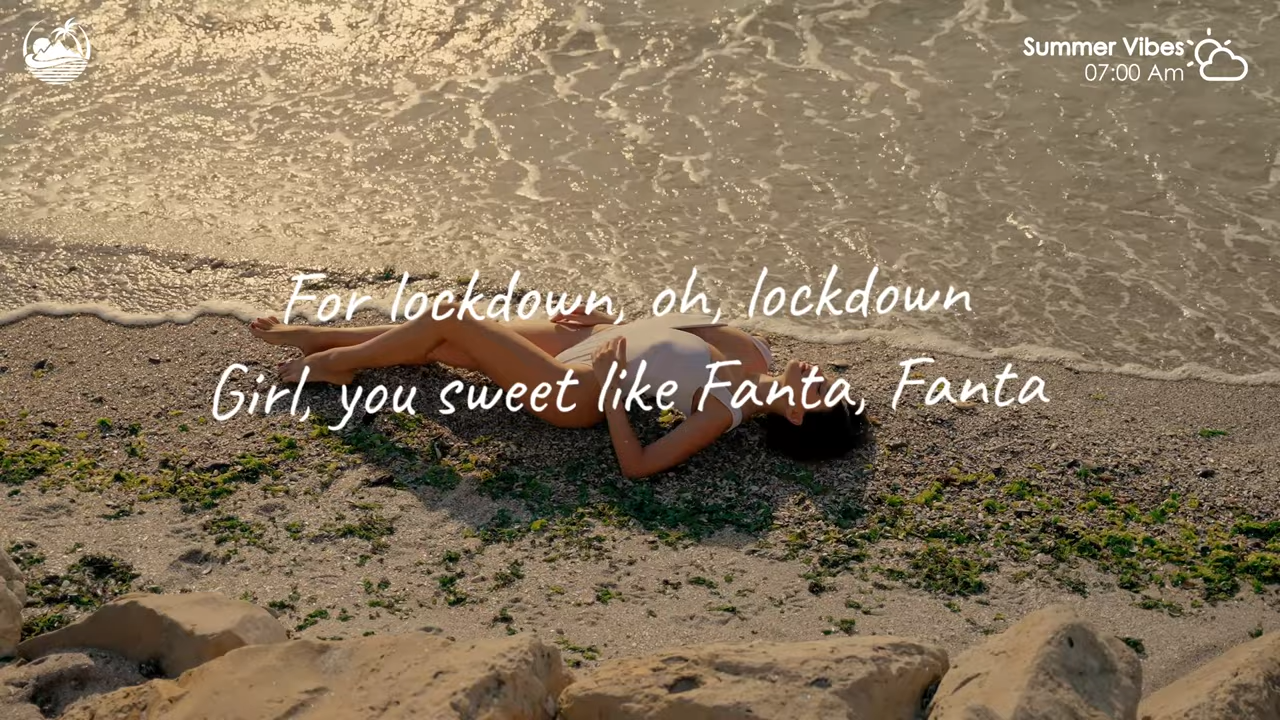 Summer Vibes
07:00 Am
For lockdown, oh, lockdown
Girl, you sweet like Fanta, Fanta